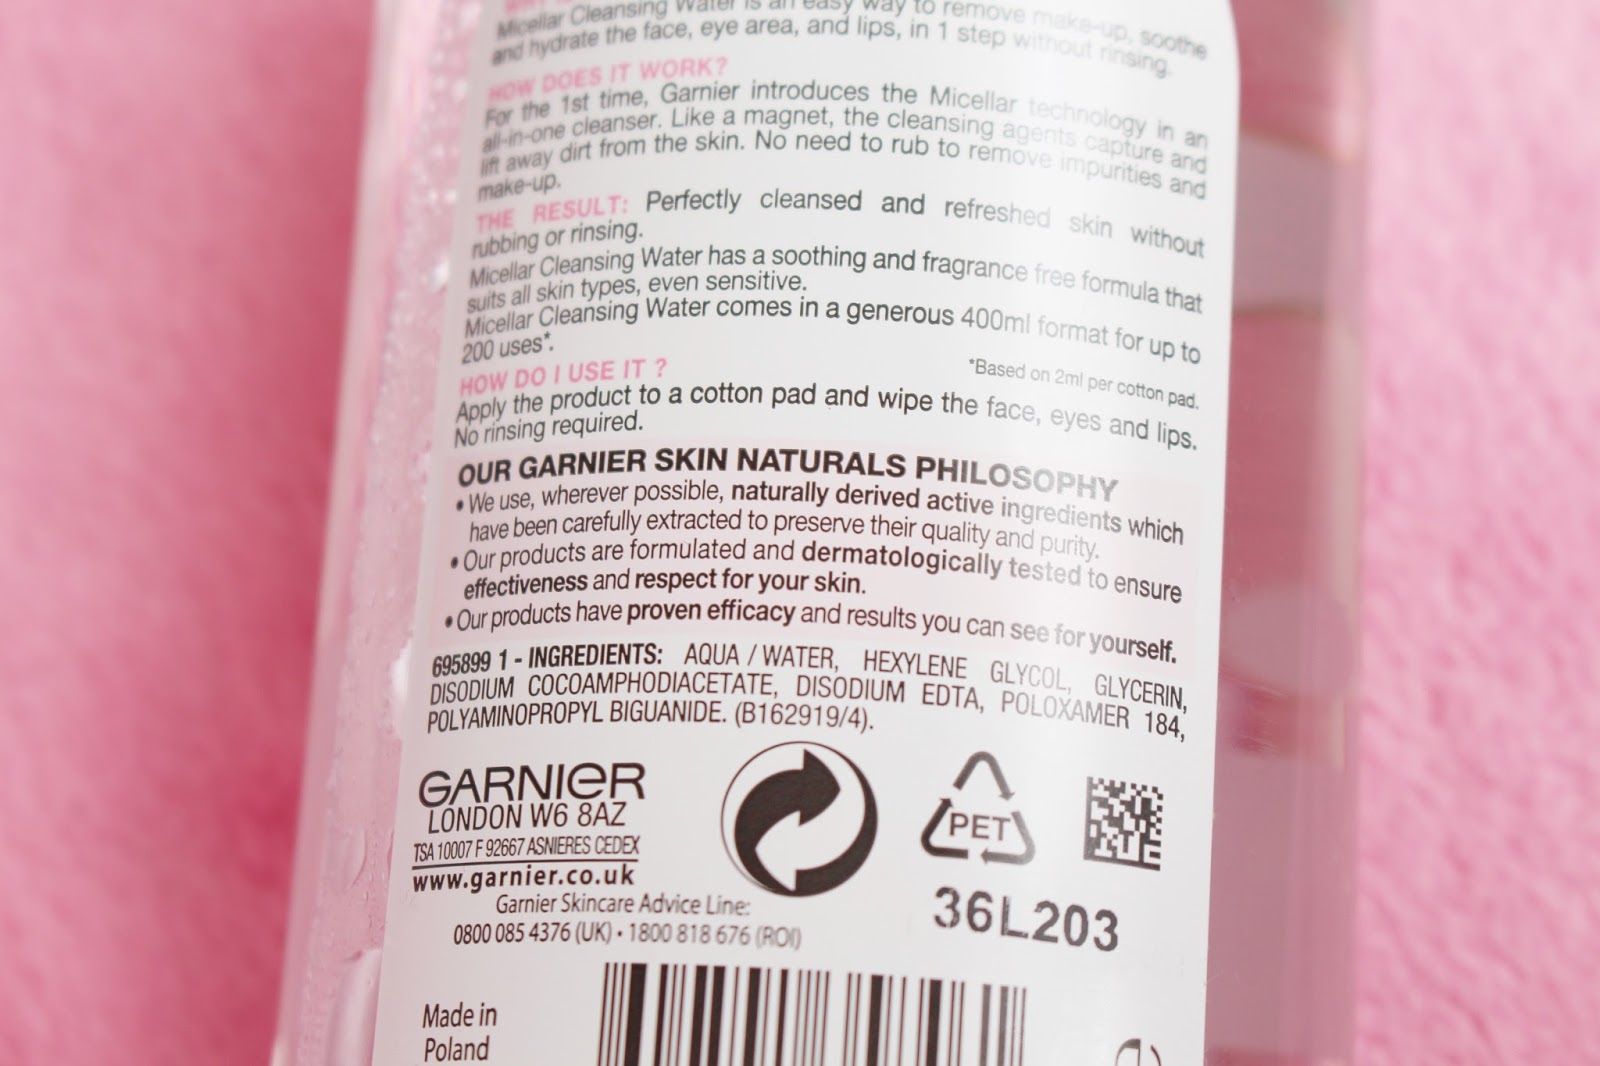 Micellar Cleansing Water is an easy way to remove make-up, soothe
and hydrate the face, eye area, and lips, in 1 step without rinsing.
HOW DOES IT WORK?
For the 1st time, Garnier introduces the Micellar technology in an
all-in-one cleanser. Like a magnet, the cleansing agents capture and
lift away dirt from the skin. No need to rub to remove impurities and
make-up.
THE RESULT: Perfectly cleansed and refreshed skin without
rubbing or rinsing.
Micellar Cleansing Water has a soothing and fragrance free formula that
suits all skin types, even sensitive.
Micellar Cleansing Water comes in a generous 400ml format for up to
200 uses*.
*Based on 2ml per cotton pad.
HOW DO I USE IT ?
Apply the product to a cotton pad and wipe the face, eyes and lips.
No rinsing required.
OUR GARNIER SKIN NATURALS PHILOSOPHY
• We use, wherever possible, naturally derived active ingredients which
have been carefully extracted to preserve their quality and purity.
• Our products are formulated and dermatologically tested to ensure
effectiveness and respect for your skin.
• Our products have proven efficacy and results you can see for yourself.
695899 1 - INGREDIENTS: AQUA / WATER, HEXYLENE GLYCOL, GLYCERIN,
DISODIUM COCOAMPHODIACETATE, DISODIUM EDTA, POLOXAMER 184,
POLYAMINOPROPYL BIGUANIDE. (B162919/4).
GARNIER
LONDON W6 8AZ
TSA 10007 F 92667 ASNIERES CEDEX
www.garnier.co.uk
Garnier Skincare Advice Line:
0800 085 4376 (UK) • 1800 818 676 (ROI)
PET
36L203
Made in
Poland